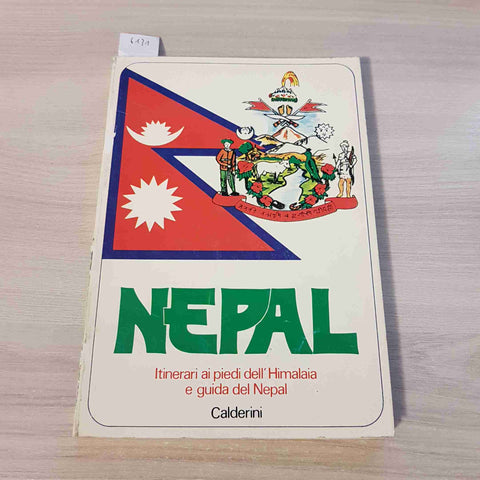 NEPAL
Itinerari ai piedi dell'Himalaia
e guida del Nepal
Calderini